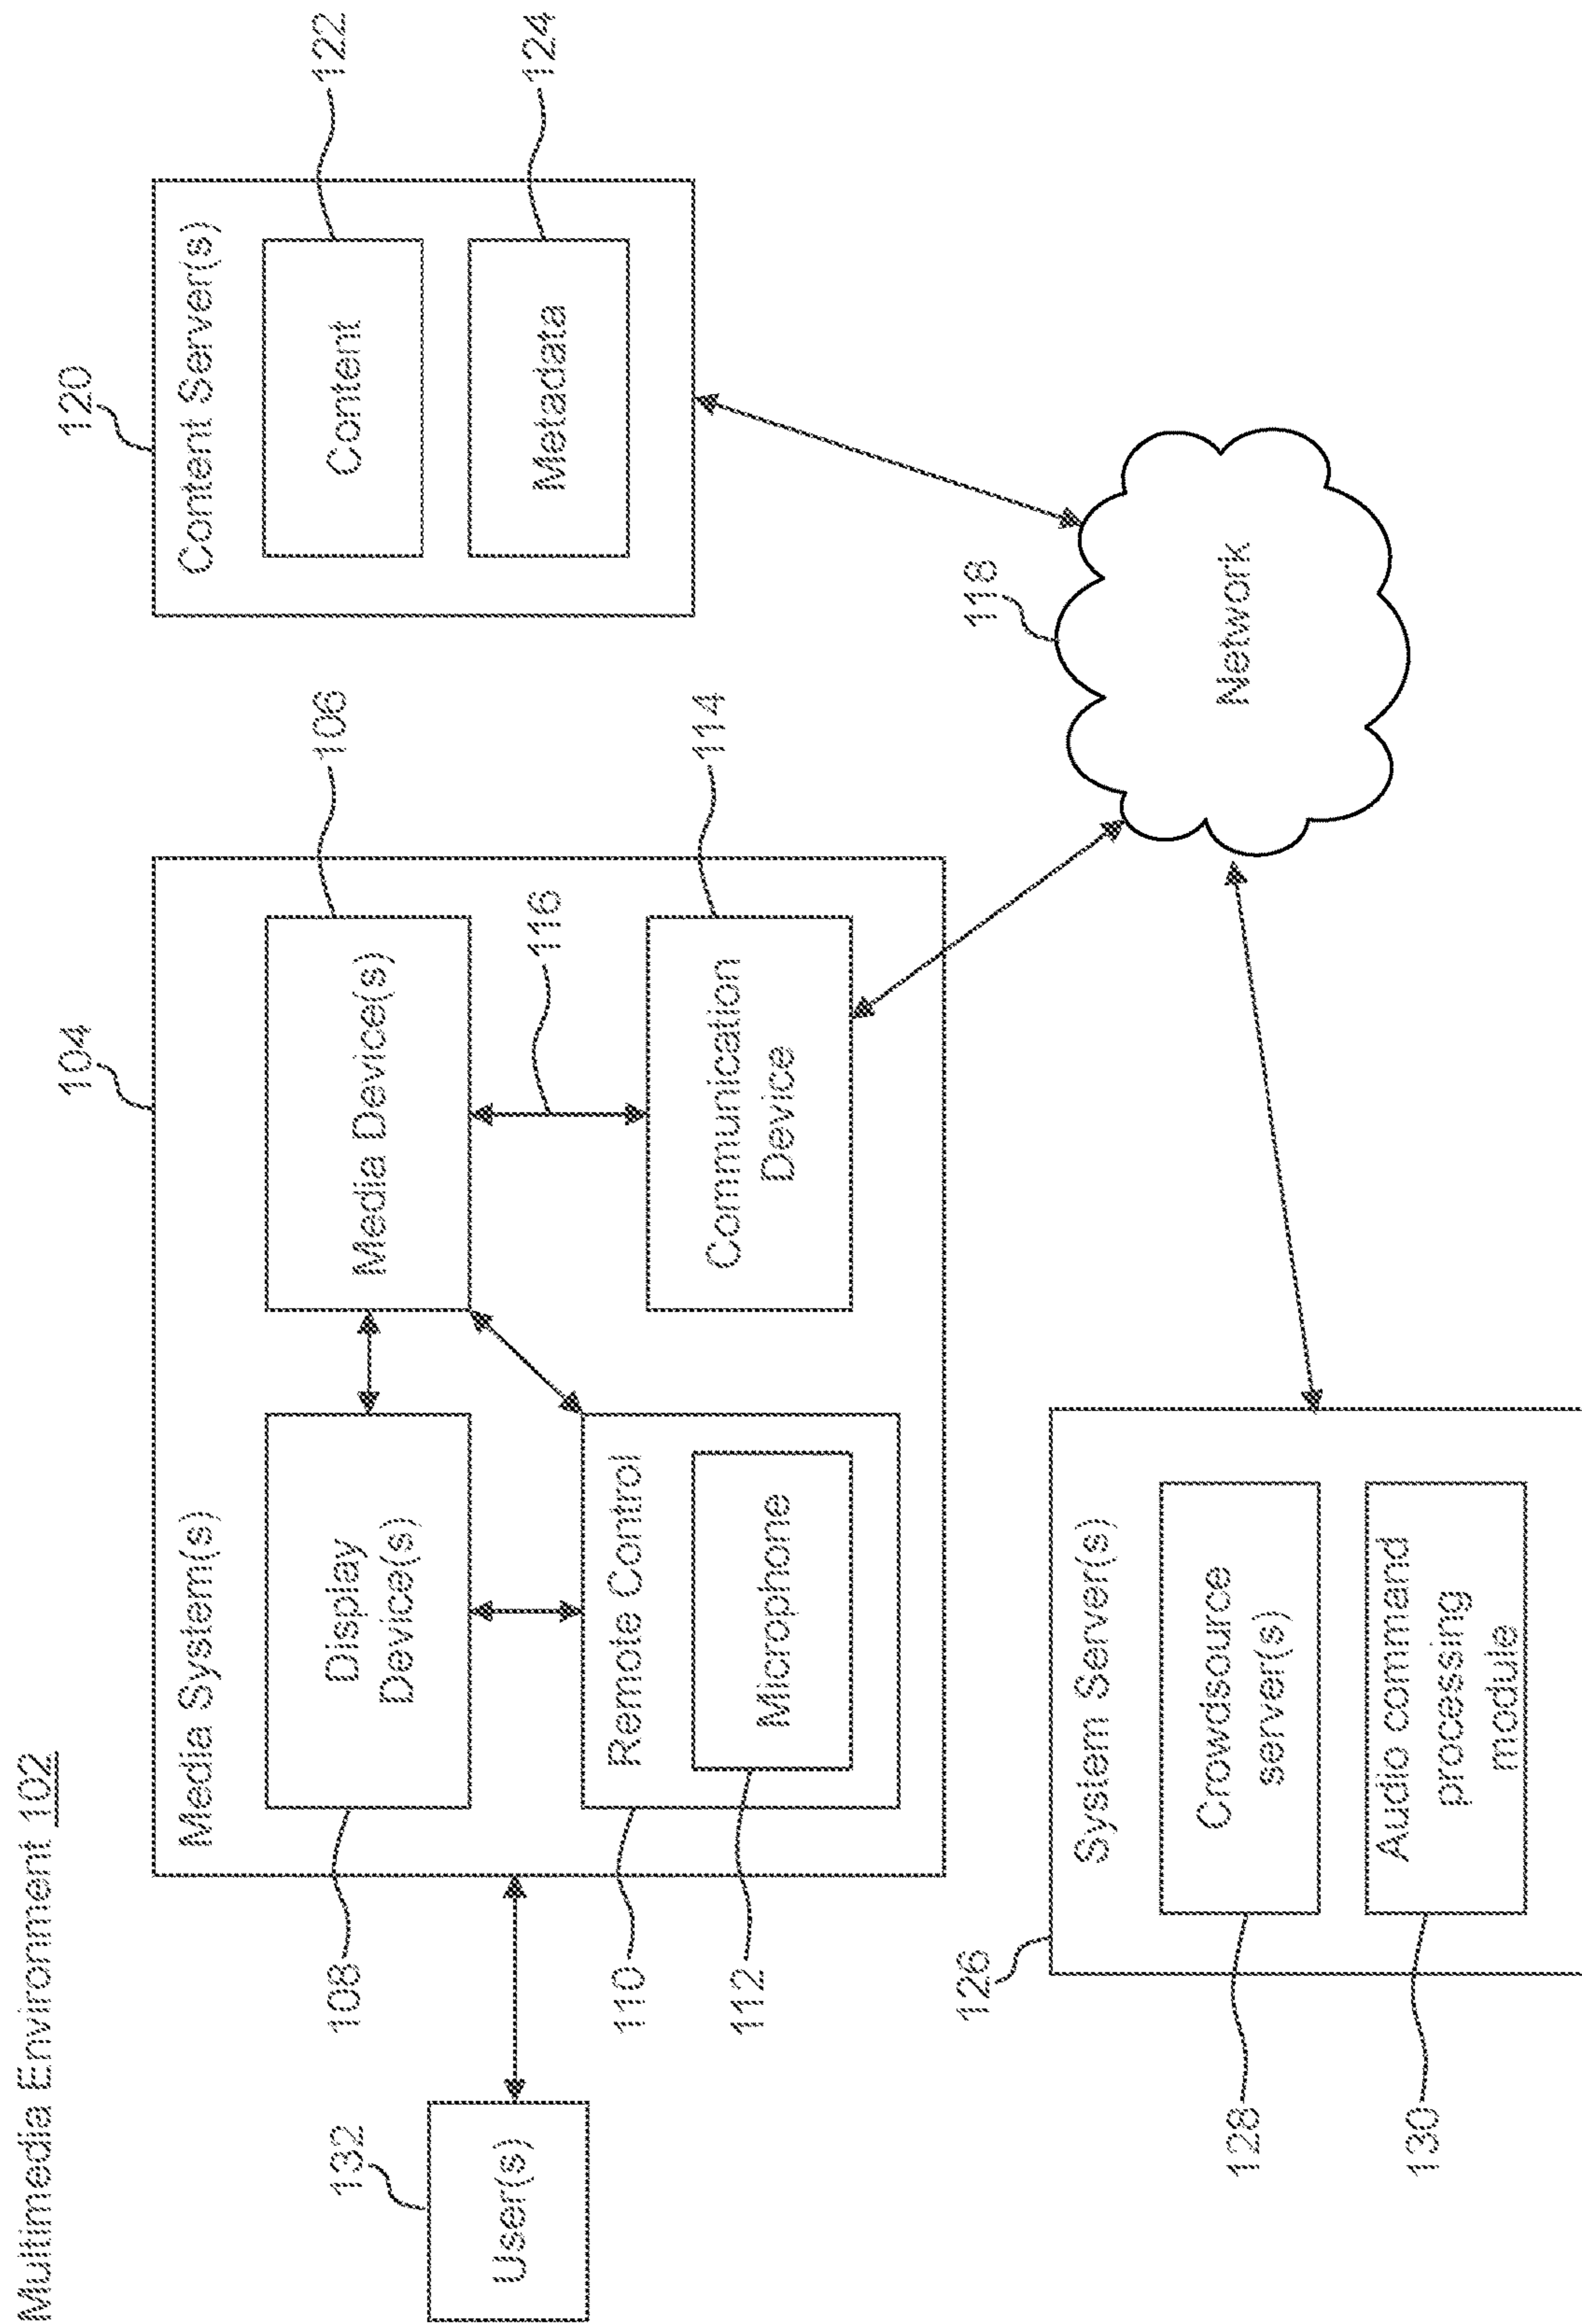 Multimedia Environment 102
104
120
Media System(s)
Content Server(s)
132
User(s)
108
Display
Device(s)
Media Device(s)
106
Content
122
116
Metadata
124
110
Remote Control
112
Microphone
Communication
Device
114
118
Network
126
System Server(s)
128
Crowdsource
server(s)
130
Audio command
processing
module